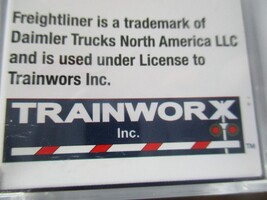 Freightliner is a trademark of
Daimler Trucks North America LLC
and is used under License to
Trainwors Inc.
TRAINWORX
Inc.
TM